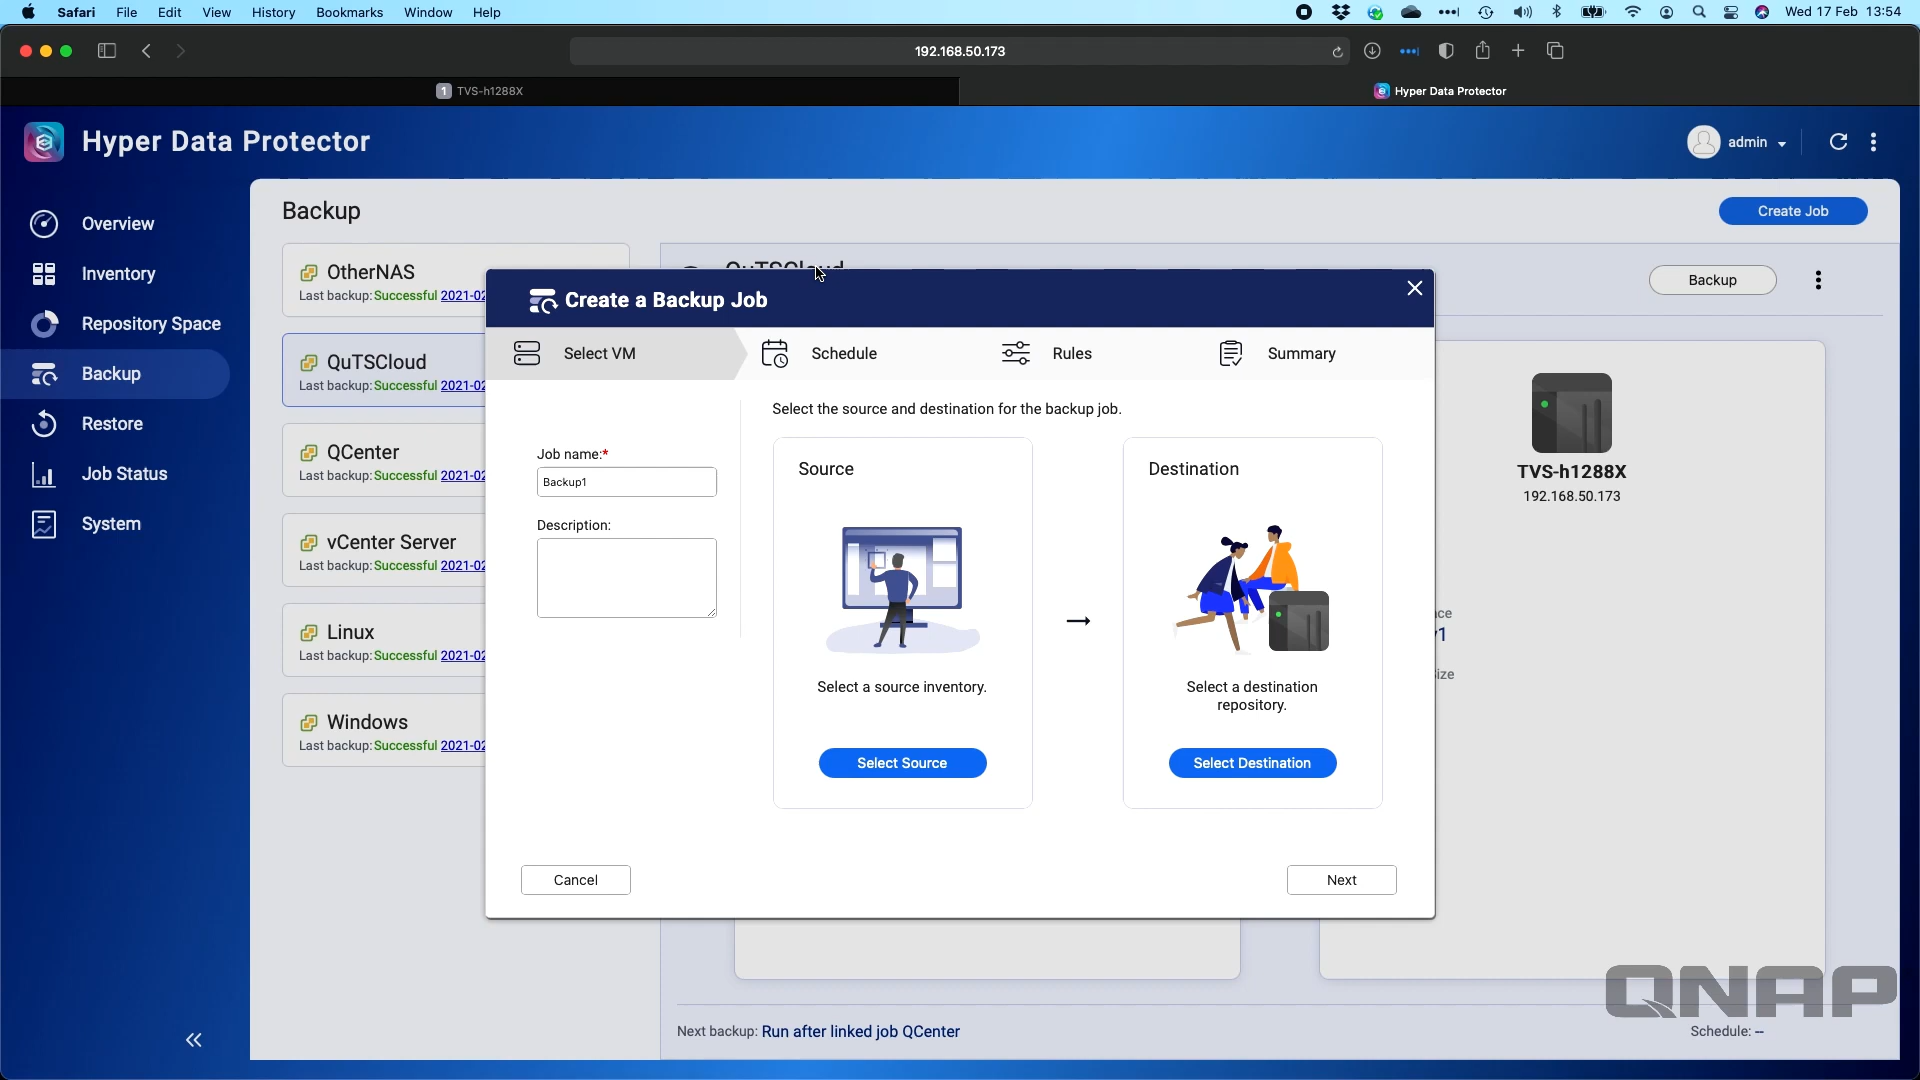 Safari File Edit View History Bookmarks Window Help Wed 17 Feb 13:54
192.168.50.173
1 TVS-h1288X
Hyper Data Protector
Hyper Data Protector
admin
Overview
Inventory
Repository Space
Backup
Restore
Job Status
System
Backup
Create Job
OtherNAS
Last backup: Successful 2021-02
QuTSCloud
Last backup: Successful 2021-02
QCenter
Last backup: Successful 2021-02
vCenter Server
Last backup: Successful 2021-02
Linux
Last backup: Successful 2021-02
Windows
Last backup: Successful 2021-02
QuTSCloud
Backup
Create a Backup Job
Select VM
Schedule
Rules
Summary
Job name:*
Backup1
Description:
Select the source and destination for the backup job.
Source
Select a source inventory.
Select Source
Destination
Select a destination
repository.
Select Destination
Cancel
Next
TVS-h1288X
192.168.50.173
Next backup: Run after linked job QCenter
Schedule: --
QNAP